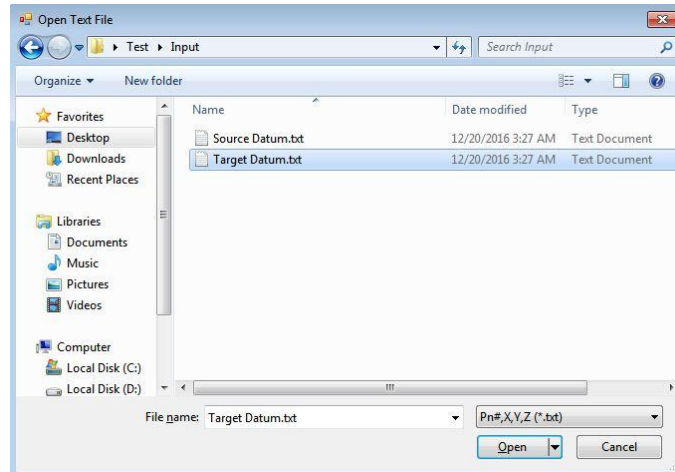 Open Text File
Test Input Search Input
Organize New folder
Favorites
Desktop
Downloads
Recent Places
Libraries
Documents
Music
Pictures
Videos
Computer
Local Disk (C:)
Local Disk (D:)
Name Date modified Type
Source Datum.txt 12/20/2016 3:27 AM Text Document
Target Datum.txt 12/20/2016 3:27 AM Text Document
File name: Target Datum.txt Pn#,X,Y,Z (*.txt)
Open Cancel